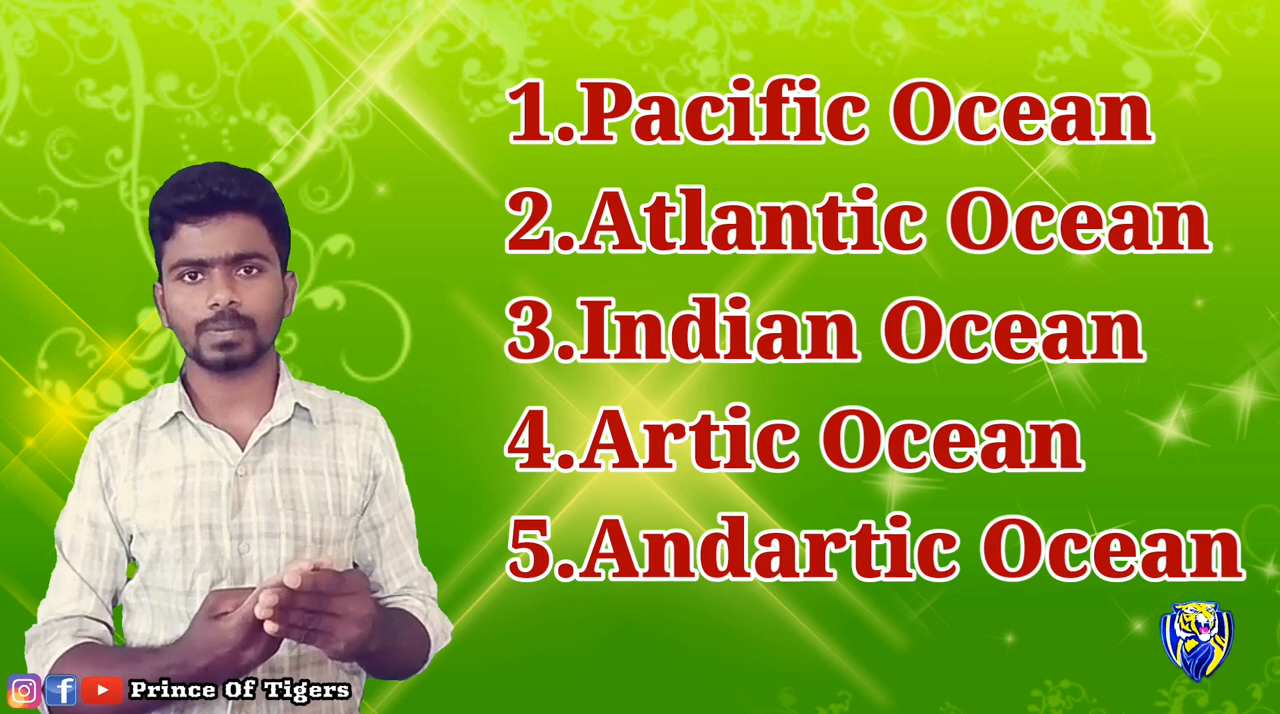 1.Pacific Ocean
2.Atlantic Ocean
3.Indian Ocean
4.Artic Ocean
5.Andartic Ocean
Prince Of Tigers